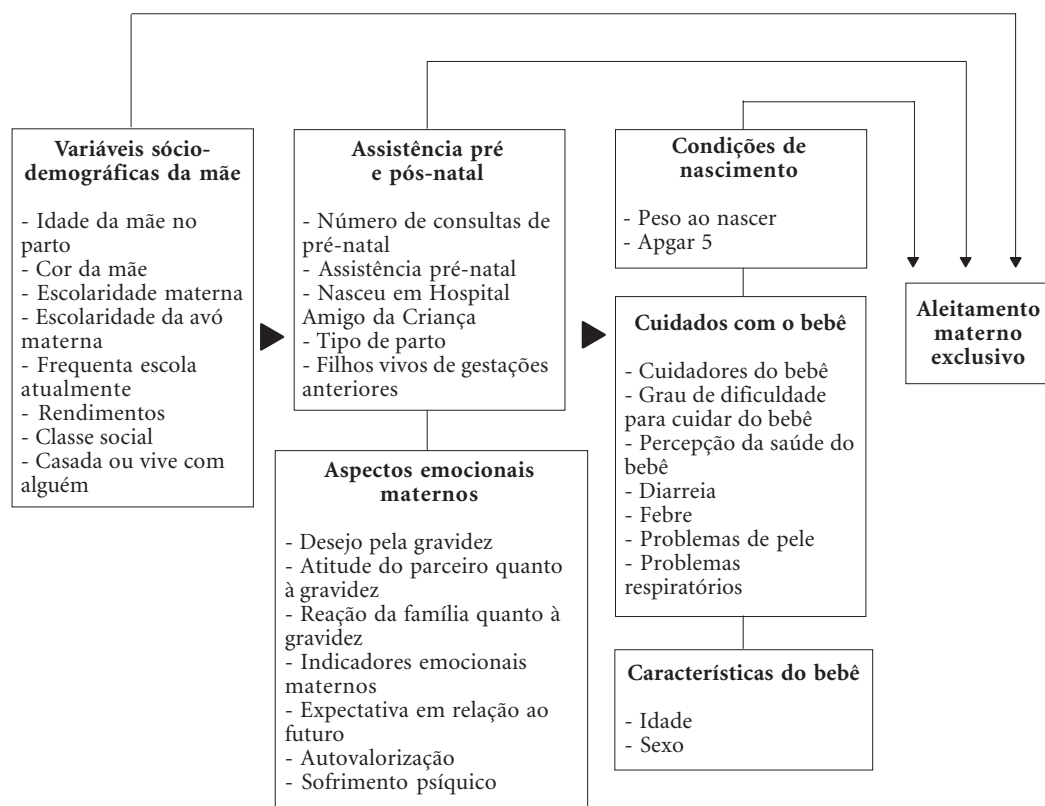 Variáveis sócio-
demográficas da mãe
- Idade da mãe no
parto
- Cor da mãe
- Escolaridade materna
- Escolaridade da avó
materna
- Frequenta escola
atualmente
- Rendimentos
- Classe social
- Casada ou vive com
alguém
Assistência pré
e pós-natal
- Número de consultas de
pré-natal
- Assistência pré-natal
- Nasceu em Hospital
Amigo da Criança
- Tipo de parto
- Filhos vivos de gestações
anteriores
Aspectos emocionais
maternos
- Desejo pela gravidez
- Atitude do parceiro quanto
à gravidez
- Reação da família quanto à
gravidez
- Indicadores emocionais
maternos
- Expectativa em relação ao
futuro
- Autovalorização
- Sofrimento psíquico
Condições de
nascimento
- Peso ao nascer
- Apgar 5
Cuidados com o bebê
- Cuidadores do bebê
- Grau de dificuldade
para cuidar do bebê
- Percepção da saúde do
bebê
- Diarreia
- Febre
- Problemas de pele
- Problemas
respiratórios
Características do bebê
- Idade
- Sexo
Aleitamento
materno
exclusivo